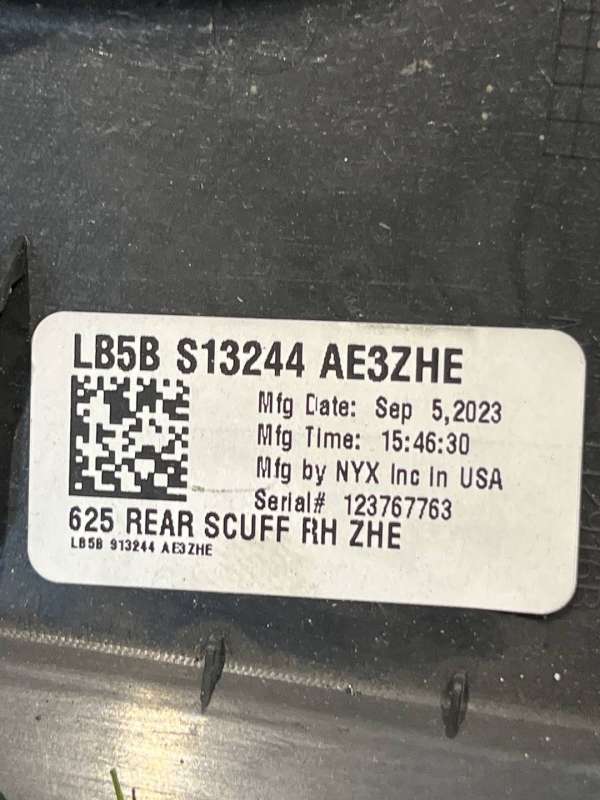 LB5B S13244 AE3ZHE
Mfg Date: Sep 5,2023
Mfg Time: 15:46:30
Mfg by NYX Inc In USA
Serial# 123767763
625 REAR SCUFF RH ZHE
LB5B S13244 AE3ZHE